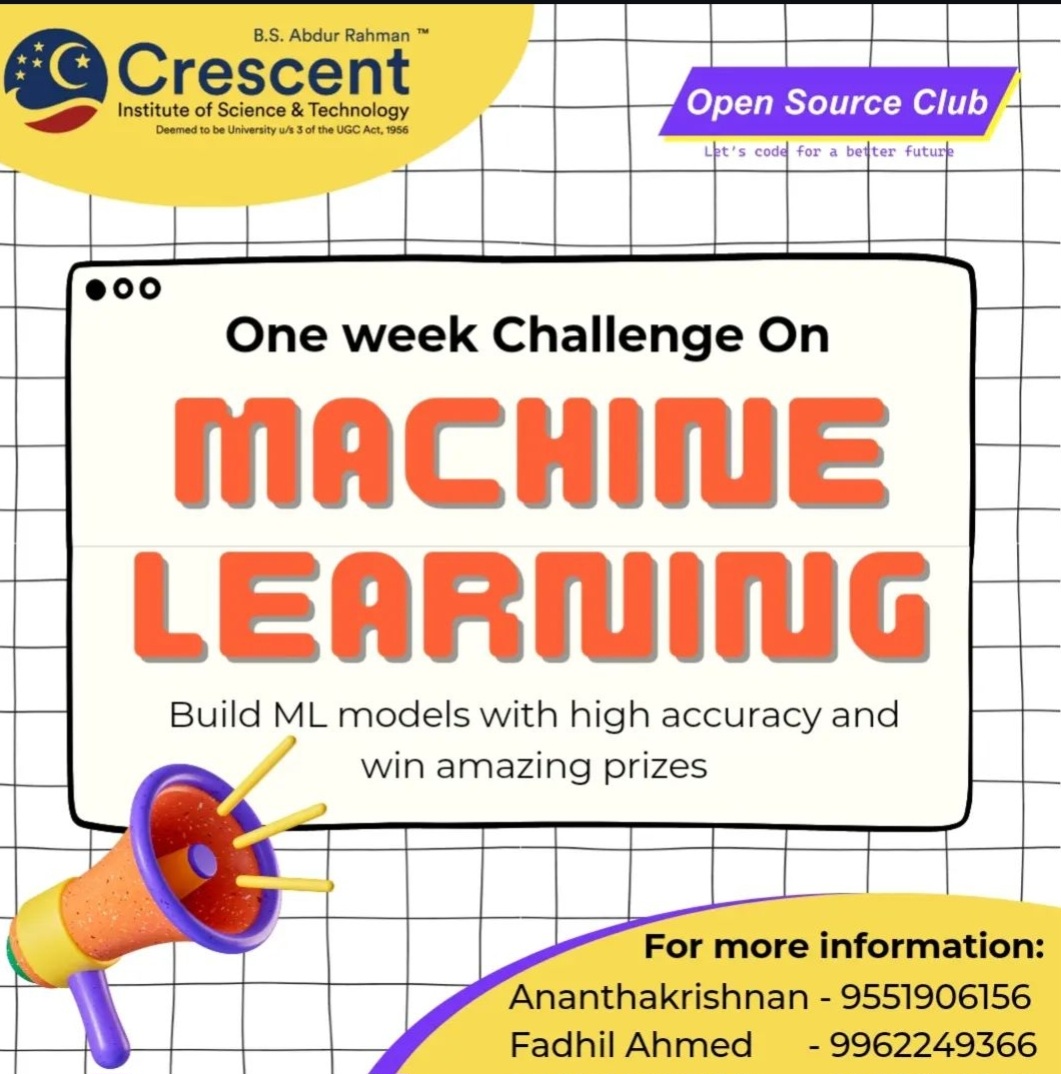 B.S. Abdur Rahman ™
Crescent
Institute of Science & Technology
Deemed to be University u/s 3 of the UGC Act, 1956
Open Source Club
Let's code for a better future
One week Challenge On
MACHINE
LEARNING
Build ML models with high accuracy and
win amazing prizes
For more information:
Ananthakrishnan - 9551906156
Fadhil Ahmed - 9962249366